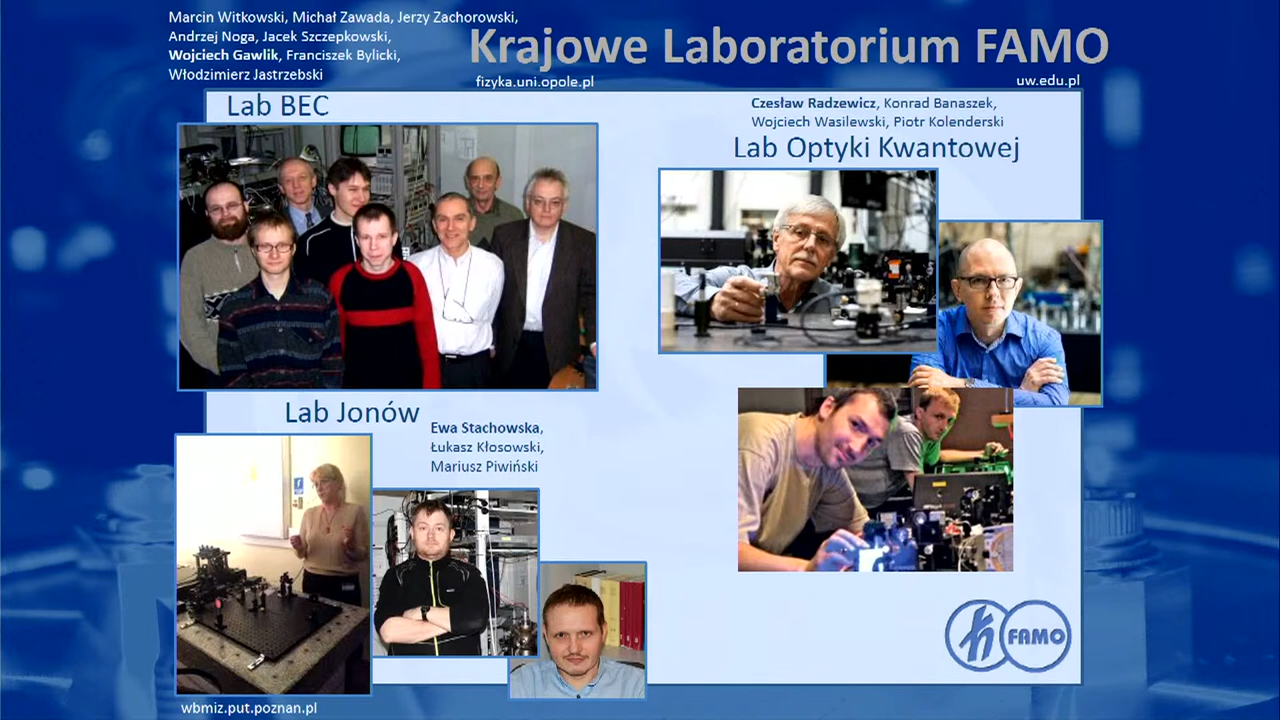 Marcin Witkowski, Michał Zawada, Jerzy Zachorowski,
Andrzej Noga, Jacek Szczepkowski,
Wojciech Gawlik, Franciszek Bylicki,
Włodzimierz Jastrzebski
Krajowe Laboratorium FAMO
fizyka.uni.opole.pl
uw.edu.pl
Lab BEC
Czesław Radzewicz, Konrad Banaszek,
Wojciech Wasilewski, Piotr Kolenderski
Lab Optyki Kwantowej
Lab Jonów
Ewa Stachowska,
Łukasz Kłosowski,
Mariusz Piwiński
FAMO
wbmiz.put.poznan.pl